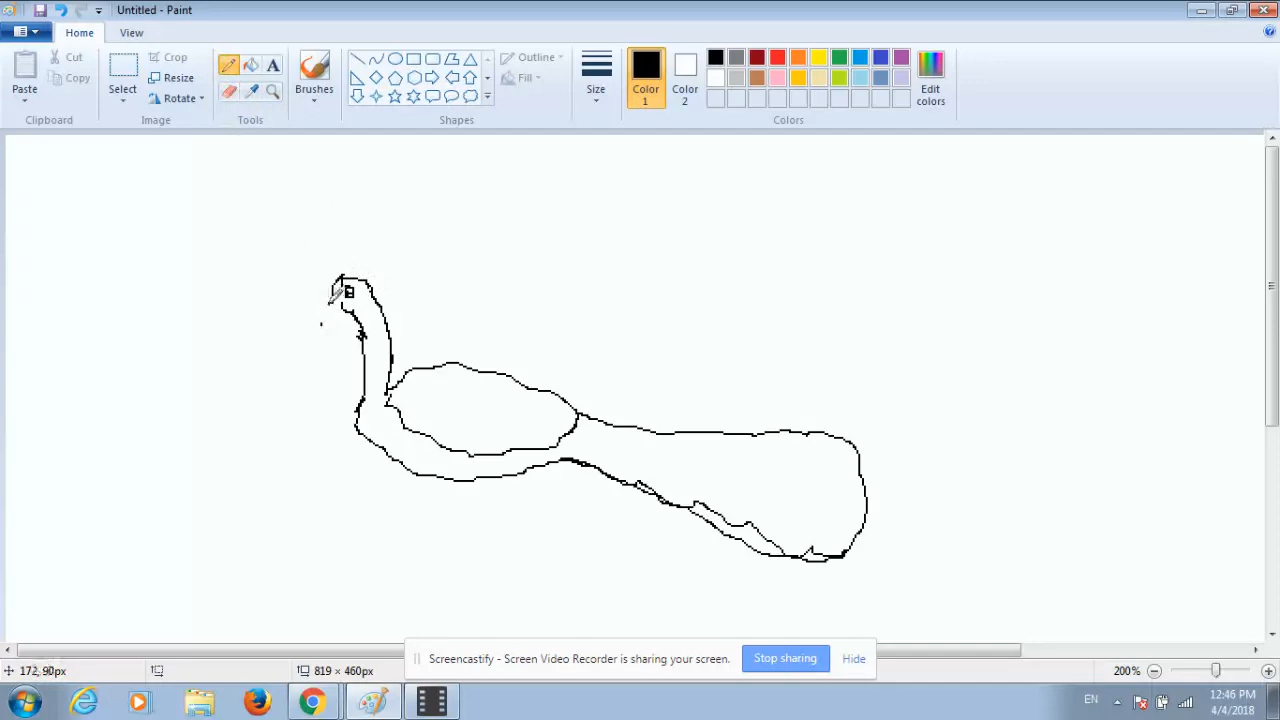 Untitled - Paint
Home View
Paste
Cut
Copy
Clipboard
Select
Crop
Resize
Rotate
Image
A
Tools
Brushes
Outline
Fill
Shapes
Size
Color 1
Color 2
Edit colors
Colors
Screencastify - Screen Video Recorder is sharing your screen. Stop sharing Hide
172, 90px 819 × 460px 200%
EN 12:46 PM
4/4/2018